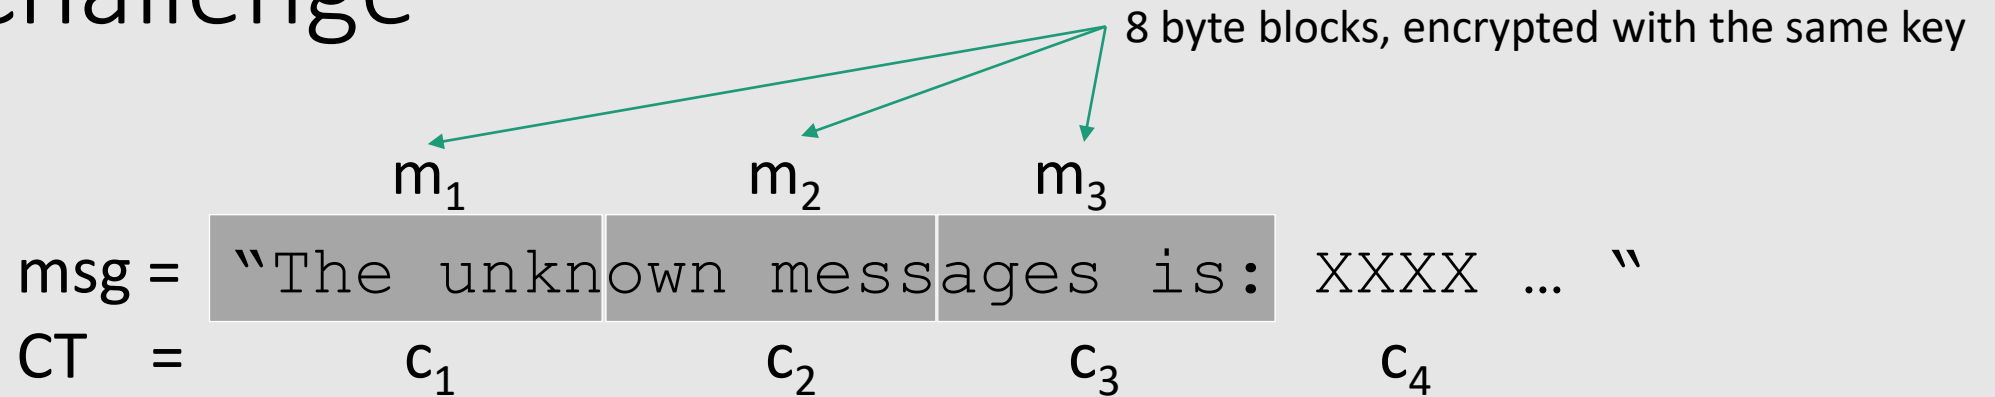 challenge
8 byte blocks, encrypted with the same key
m₁ m₂ m₃
msg = “The unknown messages is: XXXX … “
CT = c₁ c₂ c₃ c₄